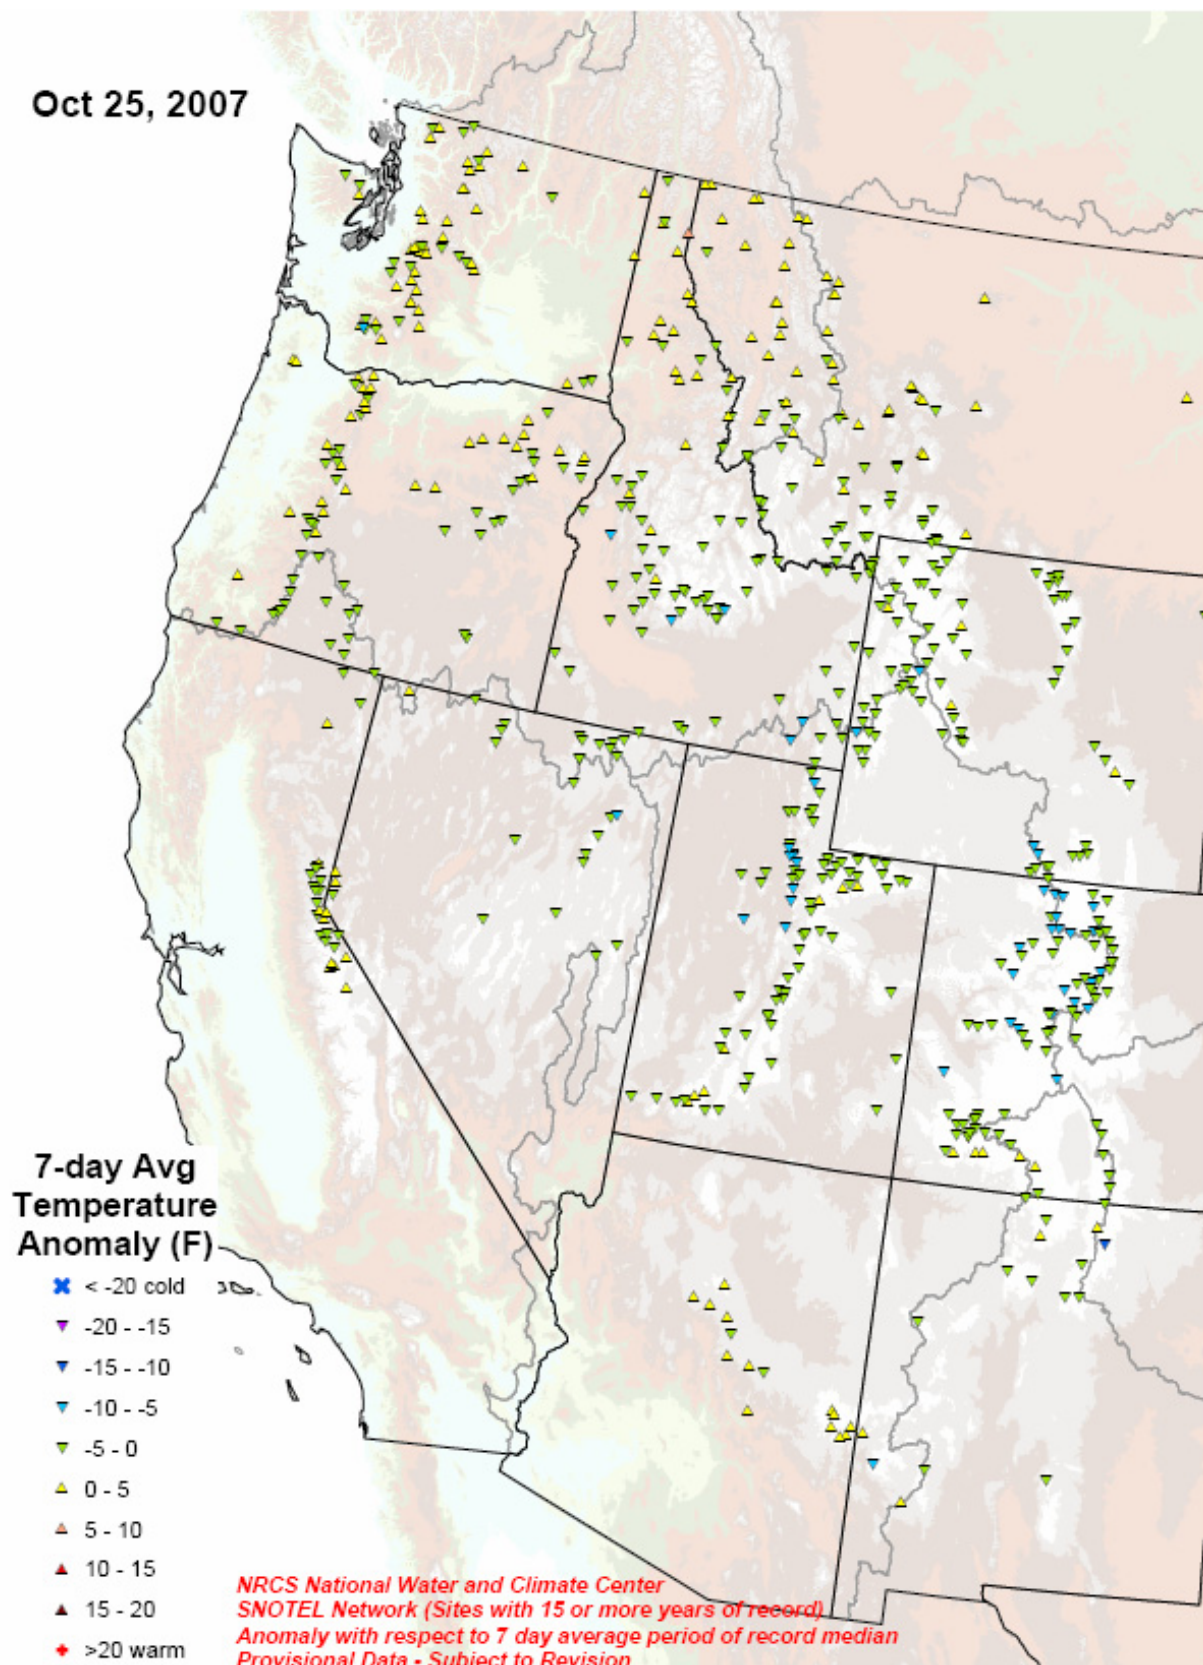 Oct 25, 2007
7-day Avg
Temperature
Anomaly (F)
< -20 cold
-20 - -15
-15 - -10
-10 - -5
-5 - 0
0 - 5
5 - 10
10 - 15
15 - 20
>20 warm
NRCS National Water and Climate Center
SNOTEL Network (Sites with 15 or more years of record)
Anomaly with respect to 7 day average period of record median
Provisional Data - Subject to Revision